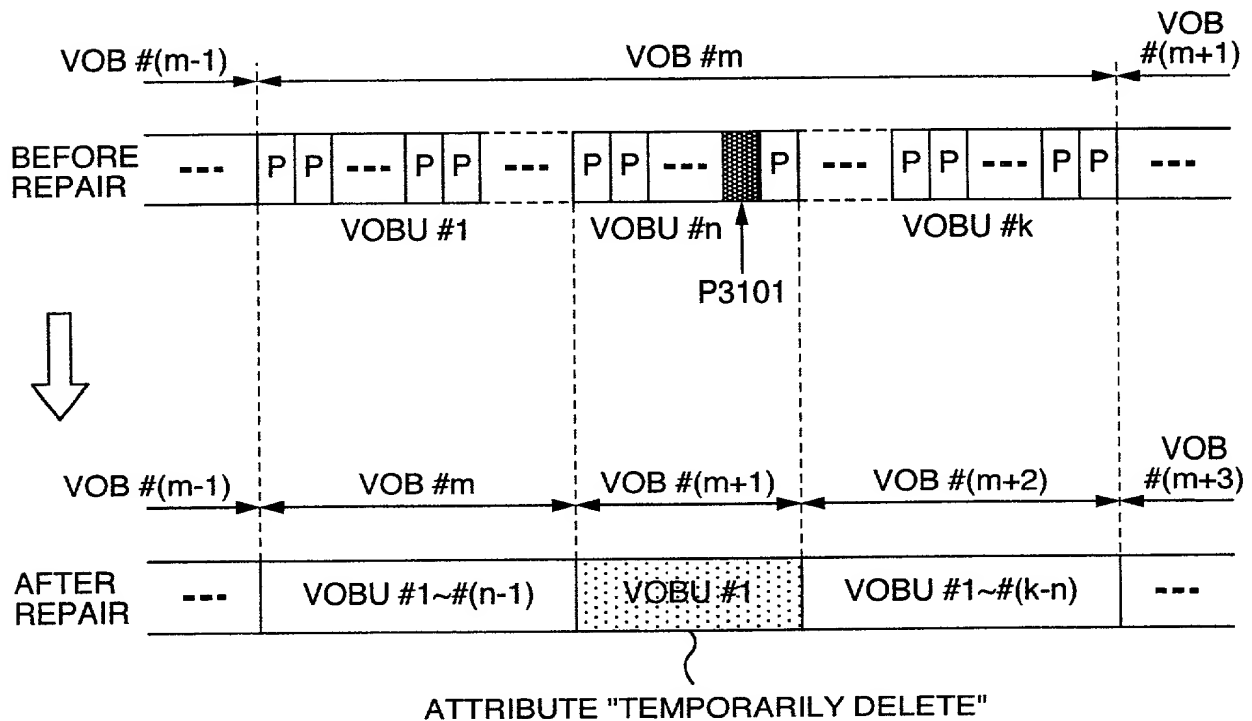 VOB #(m-1)
VOB #m
VOB
#(m+1)
BEFORE
REPAIR
--- P P --- P P --- P P --- P --- P P --- P P ---
VOBU #1
VOBU #n
VOBU #k
P3101
VOB #(m-1)
VOB #m
VOB #(m+1)
VOB #(m+2)
VOB
#(m+3)
AFTER
REPAIR
---
VOBU #1~#(n-1)
VOBU #1
VOBU #1~#(k-n)
---
ATTRIBUTE "TEMPORARILY DELETE"